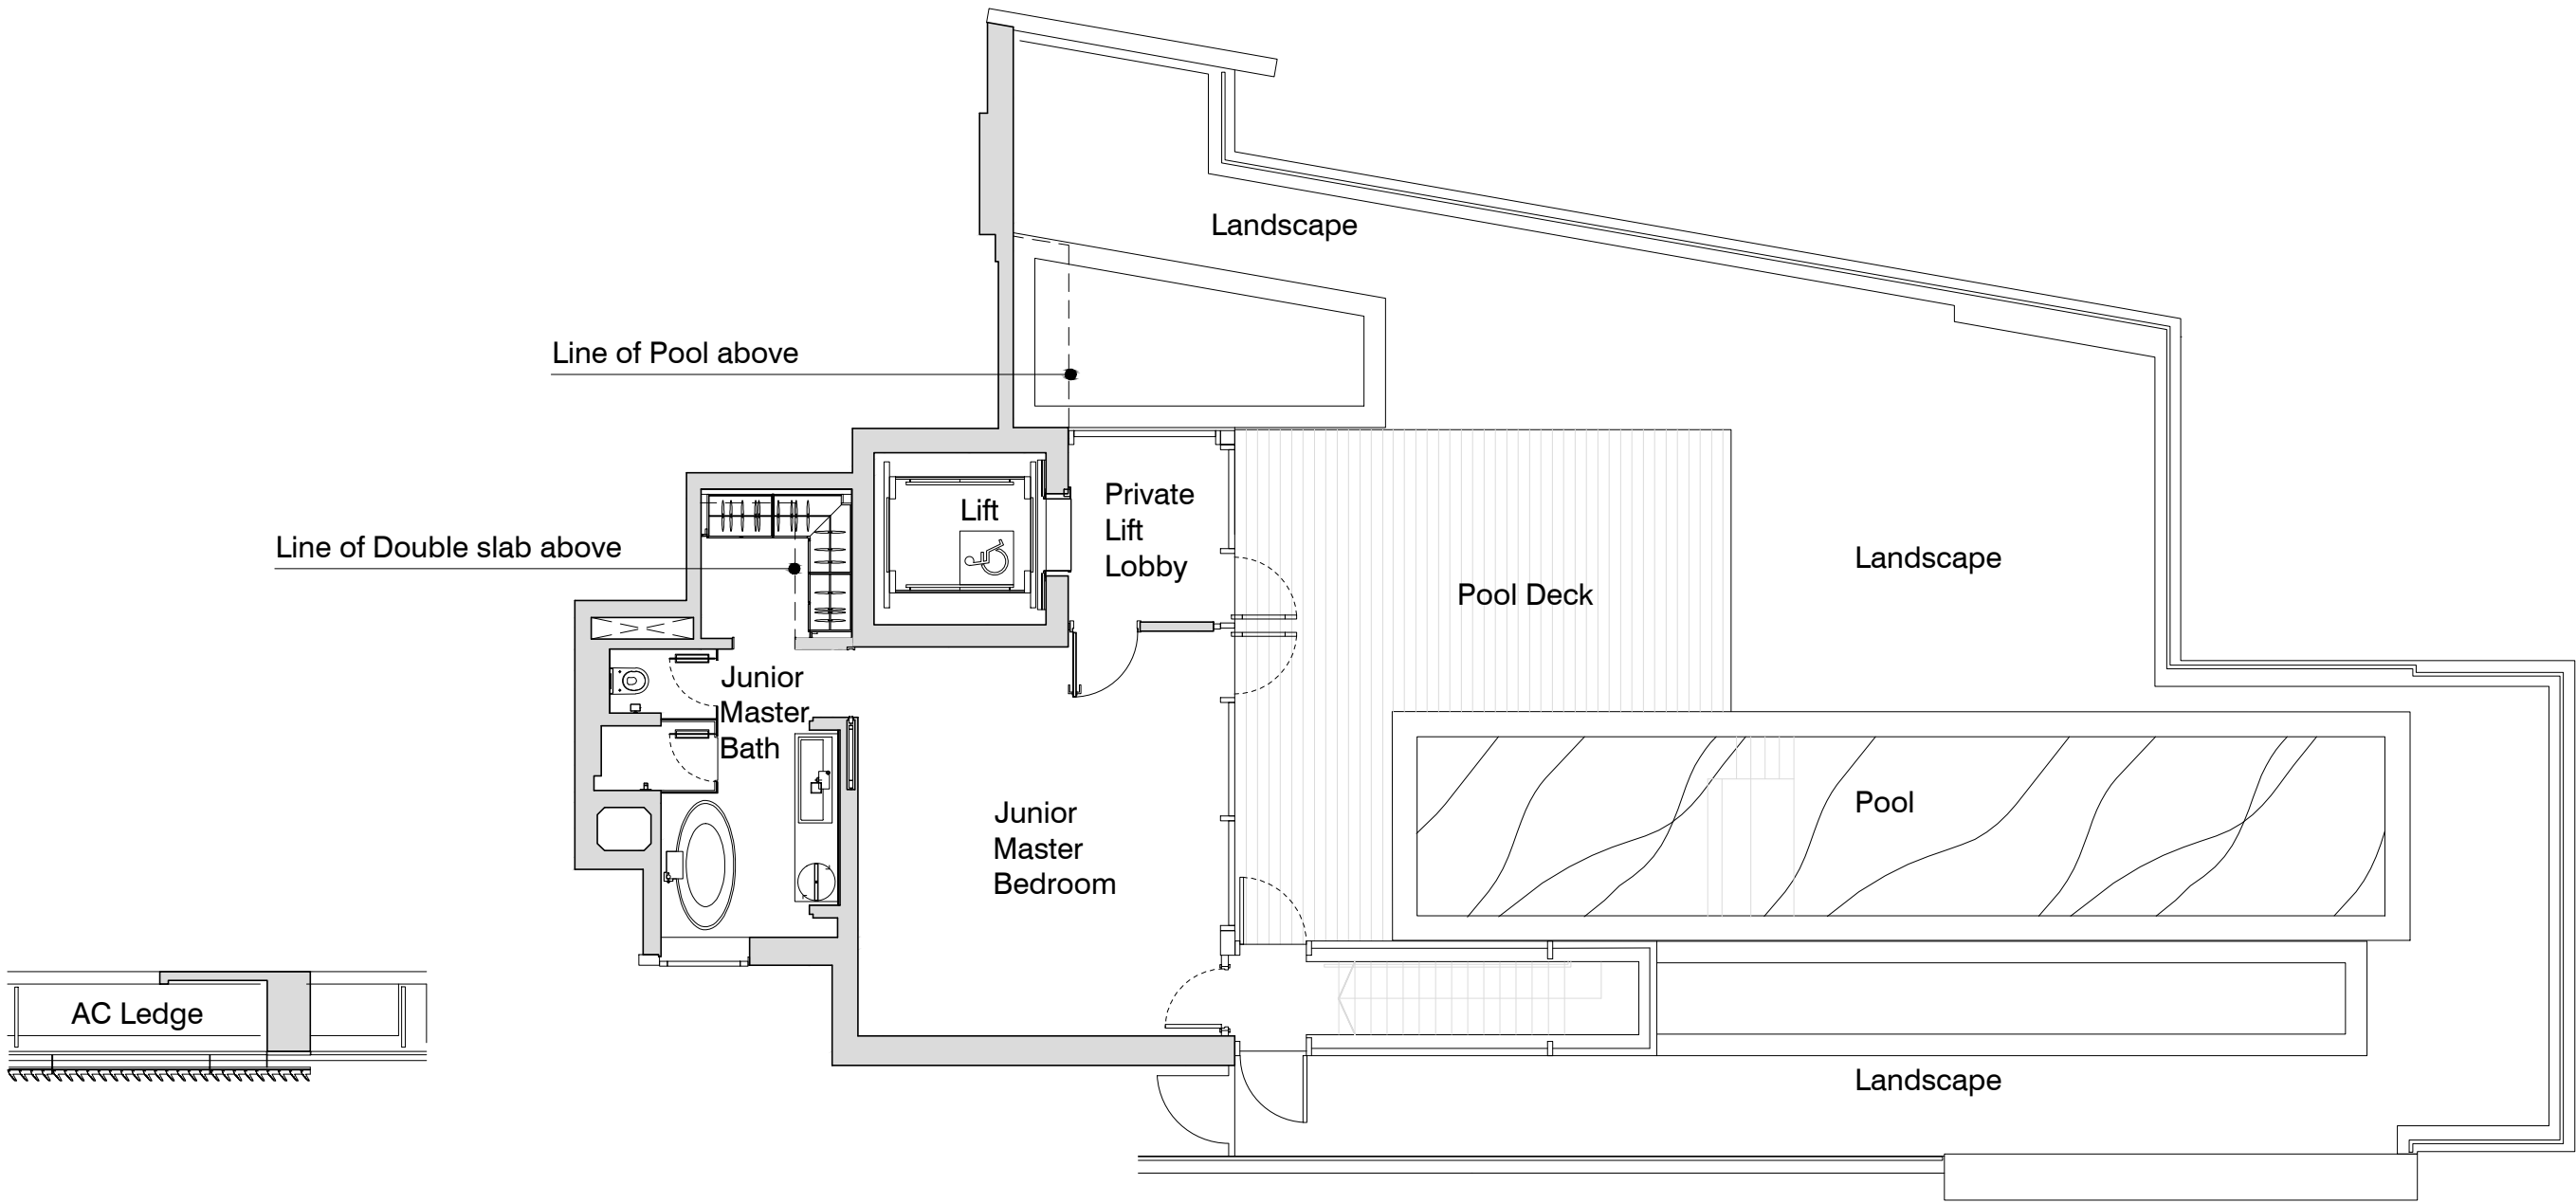 Landscape
Line of Pool above
Private
Lift
Lobby
Lift
Line of Double slab above
Landscape
Pool Deck
Junior
Master
Bath
Pool
Junior
Master
Bedroom
AC Ledge
Landscape